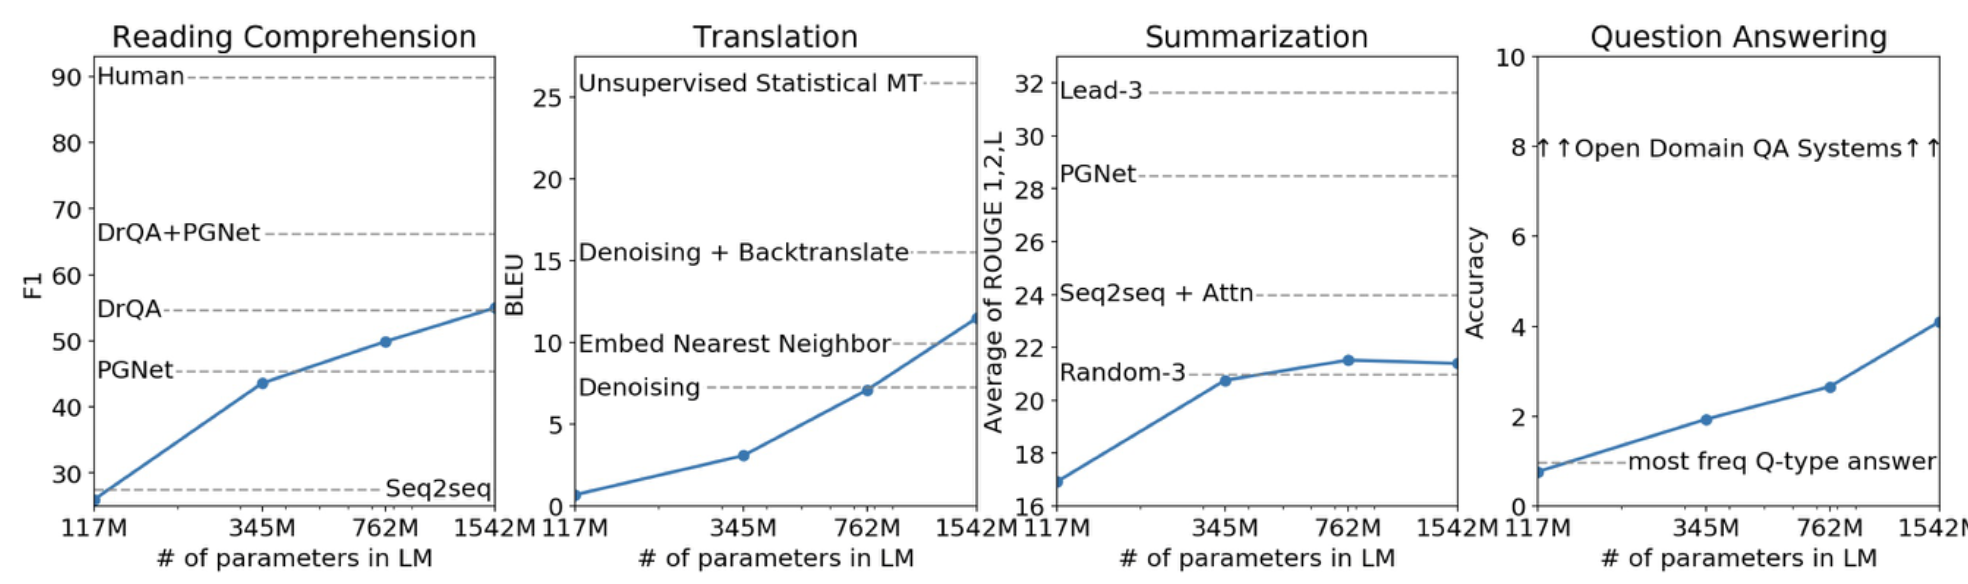 Reading Comprehension
F1
90
80
70
60
50
40
30
Human
DrQA+PGNet
DrQA
PGNet
Seq2seq
117M
345M
762M
1542M
# of parameters in LM
Translation
BLEU
25
20
15
10
5
0
Unsupervised Statistical MT
Denoising + Backtranslate
Embed Nearest Neighbor
Denoising
117M
345M
762M
1542M
# of parameters in LM
Summarization
Average of ROUGE 1,2,L
32
30
28
26
24
22
20
18
16
Lead-3
PGNet
Seq2seq + Attn
Random-3
117M
345M
762M
1542M
# of parameters in LM
Question Answering
Accuracy
10
8
6
4
2
0
↑↑Open Domain QA Systems↑↑
most freq Q-type answer
117M
345M
762M
1542M
# of parameters in LM